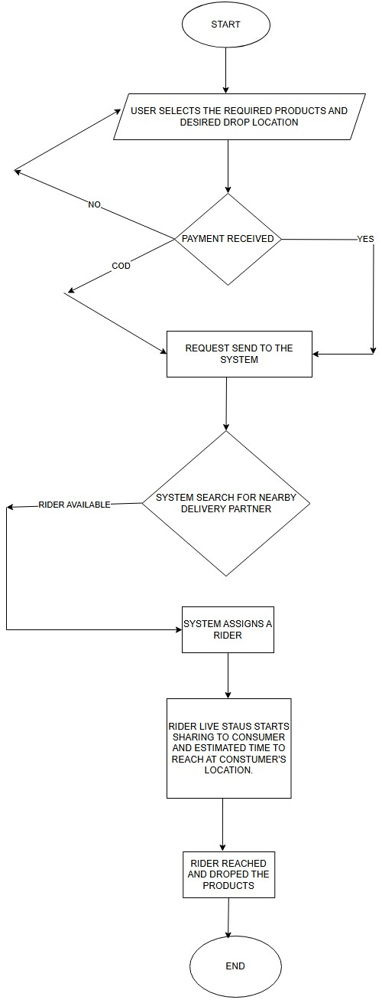 START
USER SELECTS THE REQUIRED PRODUCTS AND
DESIRED DROP LOCATION
NO
PAYMENT RECEIVED
YES
COD
REQUEST SEND TO THE
SYSTEM
SYSTEM SEARCH FOR NEARBY
DELIVERY PARTNER
RIDER AVAILABLE
SYSTEM ASSIGNS A
RIDER
RIDER LIVE STAUS STARTS
SHARING TO CONSUMER
AND ESTIMATED TIME TO
REACH AT CONSTUMER'S
LOCATION.
RIDER REACHED
AND DROPED THE
PRODUCTS
END